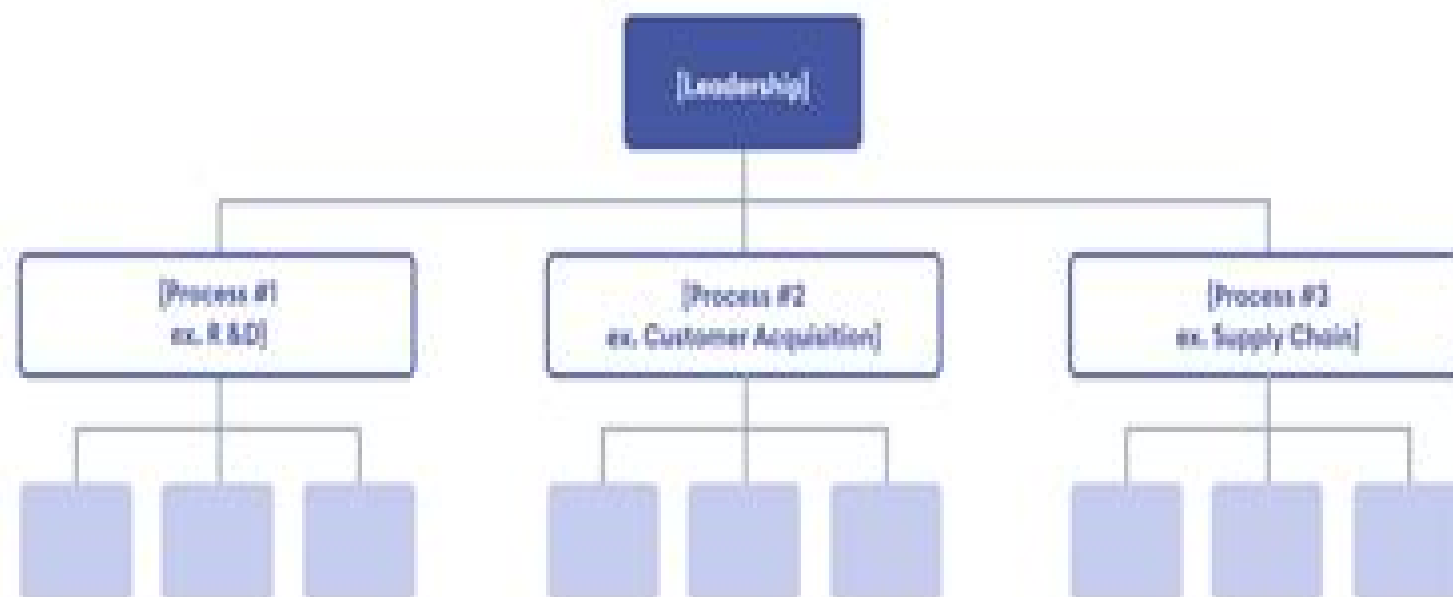 [Leadership]
[Process #1
ex. R &D]
[Process #2
ex. Customer Acquisition]
[Process #3
ex. Supply Chain]